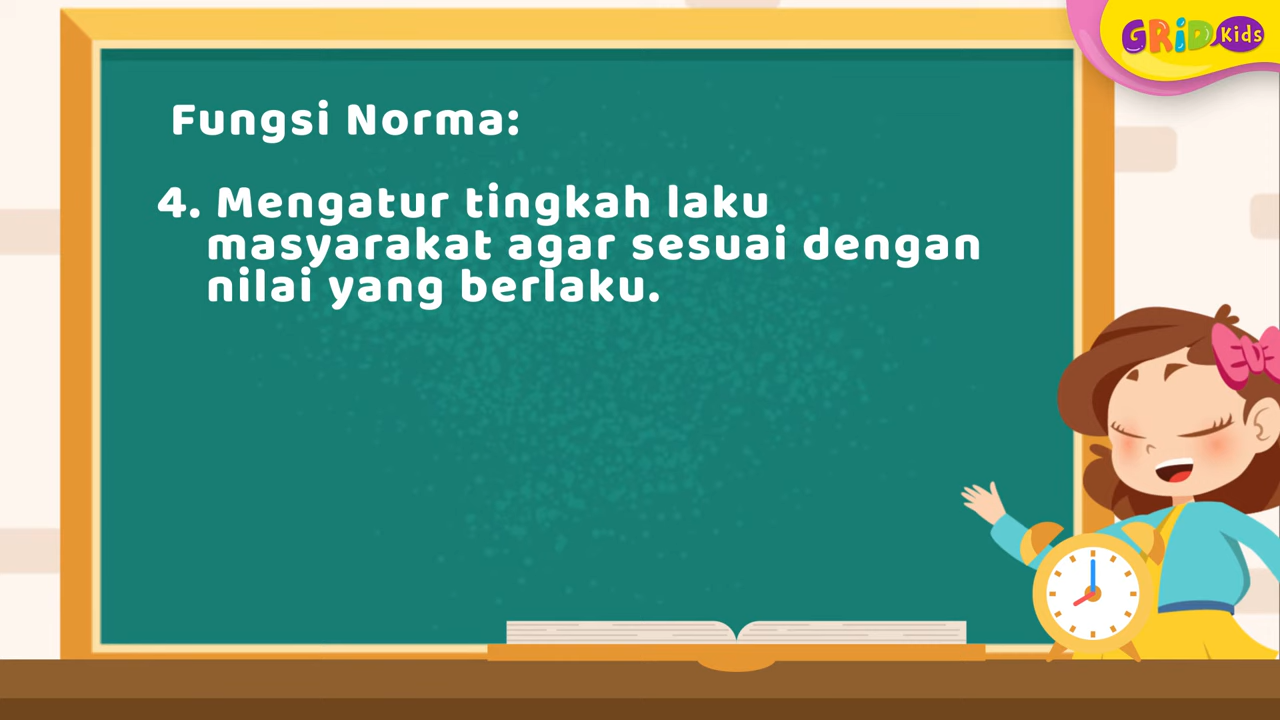 GRiD Kids
Fungsi Norma:
4. Mengatur tingkah laku
masyarakat agar sesuai dengan
nilai yang berlaku.